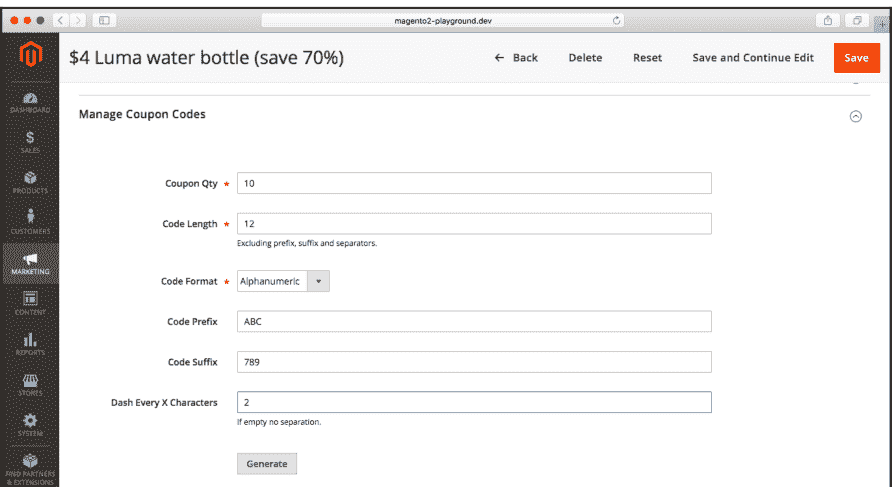 magento2-playground.dev
$4 Luma water bottle (save 70%)
← Back
Delete
Reset
Save and Continue Edit
Save
DASHBOARD
$
SALES
PRODUCTS
CUSTOMERS
MARKETING
CONTENT
REPORTS
STORES
SYSTEM
FIND PARTNERS
& EXTENSIONS
Manage Coupon Codes
Coupon Qty * 10
Code Length * 12
Excluding prefix, suffix and separators.
Code Format * Alphanumeric
Code Prefix ABC
Code Suffix 789
Dash Every X Characters 2
If empty no separation.
Generate